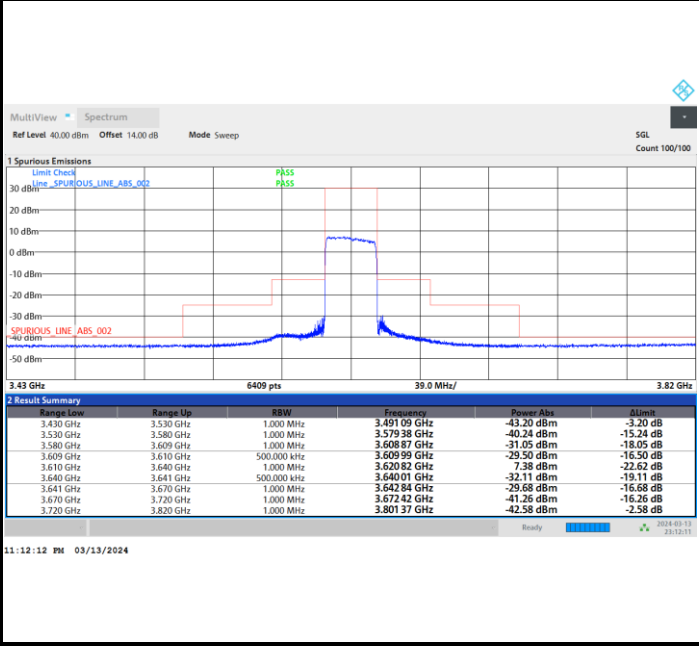 MultiView Spectrum
Ref Level 40.00 dBm Offset 14.00 dB Mode Sweep SGL
Count 100/100
1 Spurious Emissions
Limit Check PASS
Line _SPURIOUS_LINE_ABS_002 PASS
30 dBm
20 dBm
10 dBm
0 dBm
-10 dBm
-20 dBm
-30 dBm
SPURIOUS_LINE_ABS_002
-40 dBm
-50 dBm
3.43 GHz 6409 pts 39.0 MHz/ 3.82 GHz
2 Result Summary
Range Low Range Up RBW Frequency Power Abs ΔLimit
3.430 GHz 3.530 GHz 1.000 MHz 3.491 09 GHz -43.20 dBm -3.20 dB
3.530 GHz 3.580 GHz 1.000 MHz 3.579 38 GHz -40.24 dBm -15.24 dB
3.580 GHz 3.609 GHz 1.000 MHz 3.608 87 GHz -31.05 dBm -18.05 dB
3.609 GHz 3.610 GHz 500.000 kHz 3.609 99 GHz -29.50 dBm -16.50 dB
3.610 GHz 3.640 GHz 1.000 MHz 3.620 82 GHz 7.38 dBm -22.62 dB
3.640 GHz 3.641 GHz 500.000 kHz 3.640 01 GHz -32.11 dBm -19.11 dB
3.641 GHz 3.670 GHz 1.000 MHz 3.642 84 GHz -29.68 dBm -16.68 dB
3.670 GHz 3.720 GHz 1.000 MHz 3.672 42 GHz -41.26 dBm -16.26 dB
3.720 GHz 3.820 GHz 1.000 MHz 3.801 37 GHz -42.58 dBm -2.58 dB
Ready 2024-03-13
23:12:11
11:12:12 PM 03/13/2024